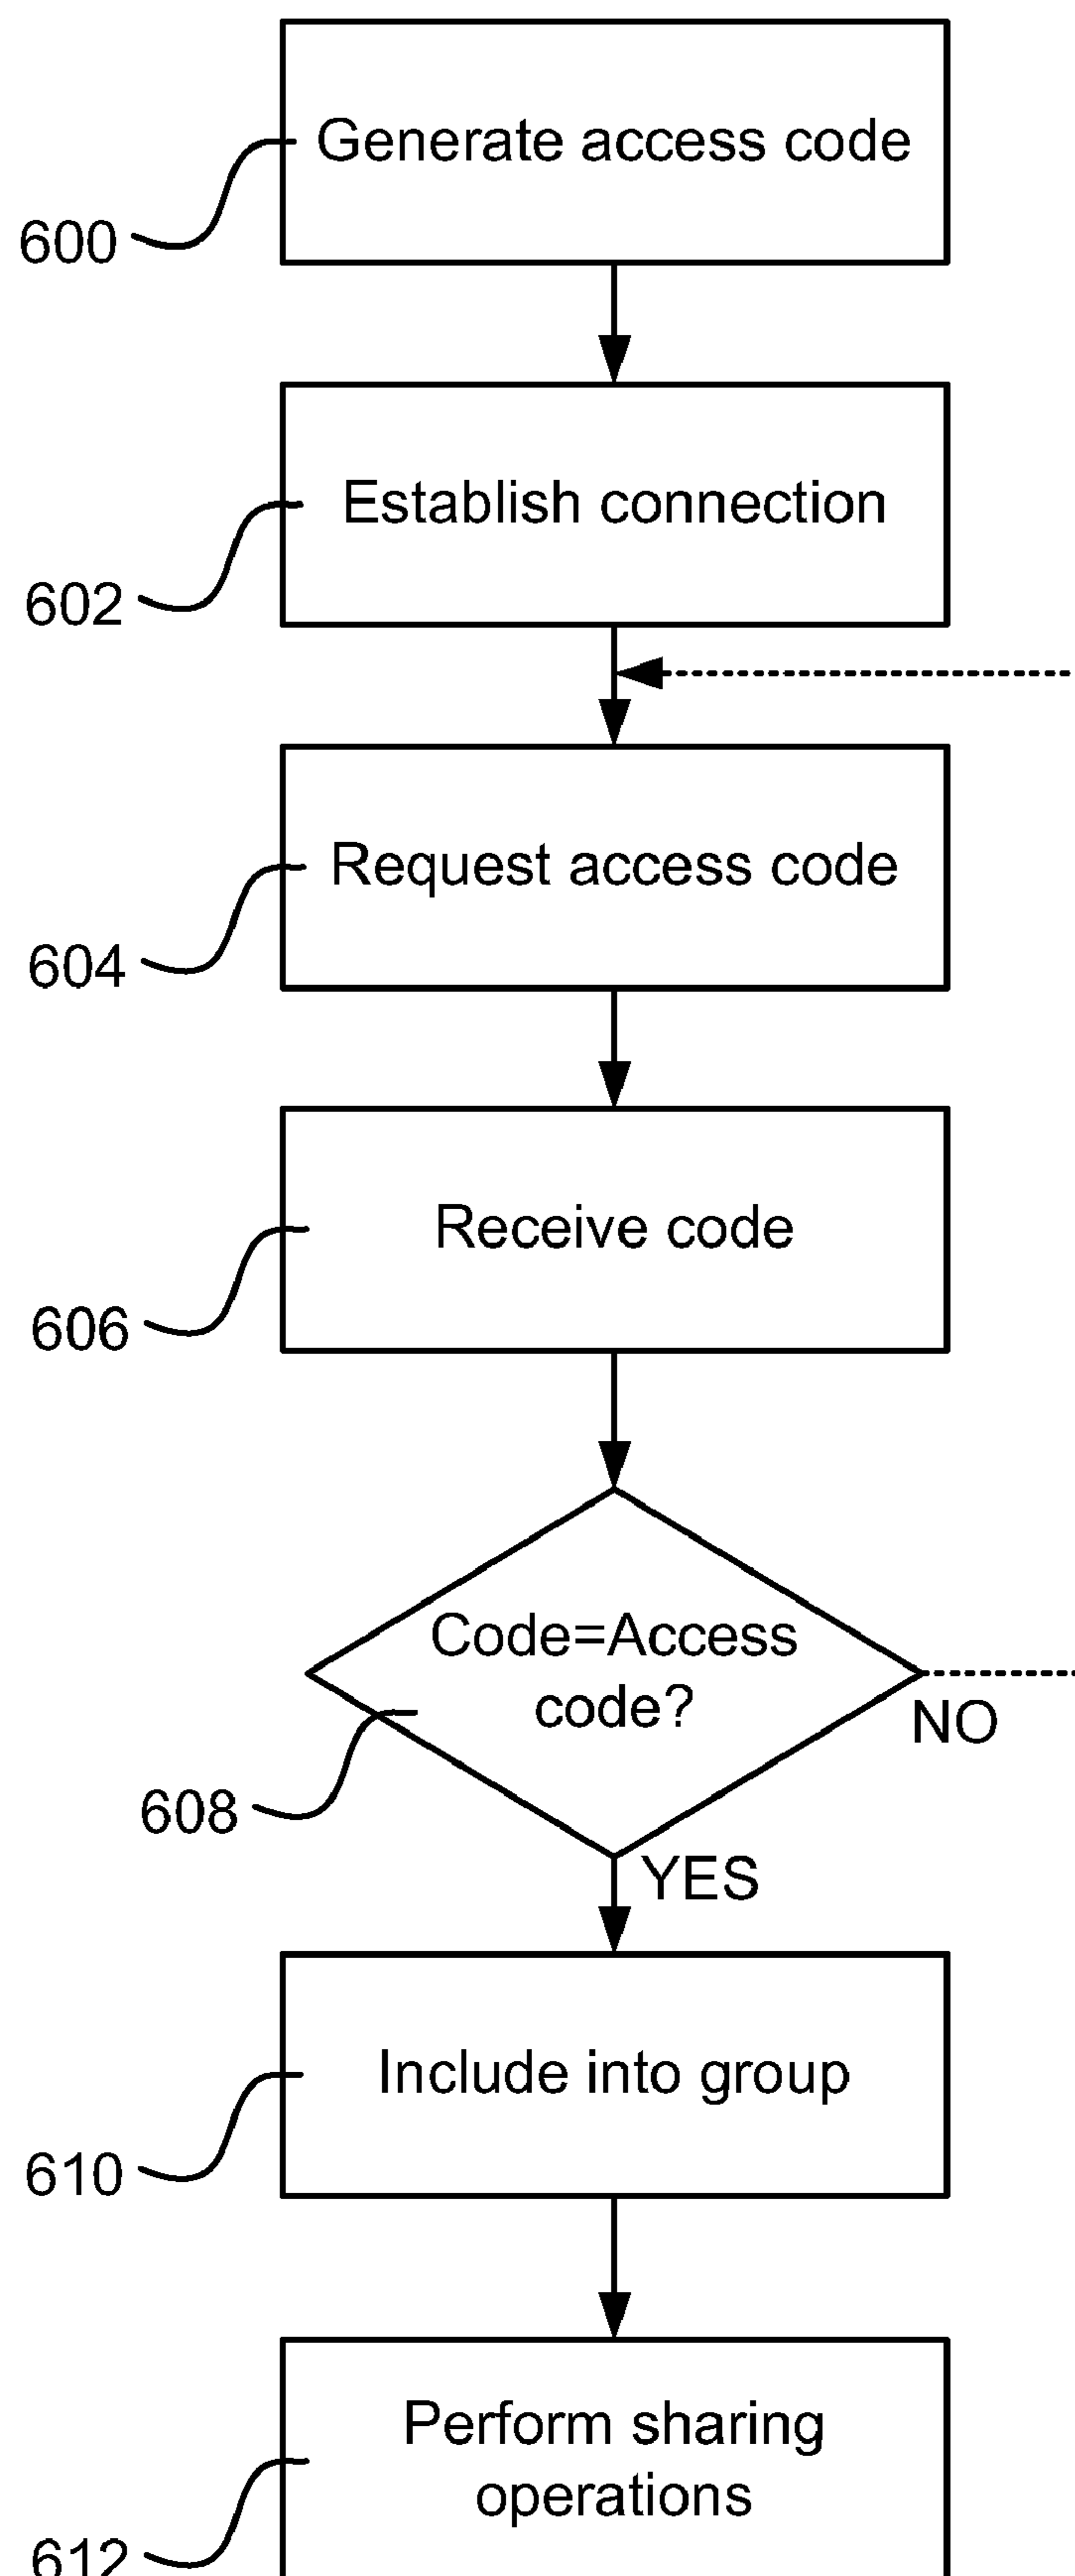 Generate access code
600
Establish connection
602
Request access code
604
Receive code
606
Code=Access
code?
NO
608
YES
Include into group
610
Perform sharing
operations
612